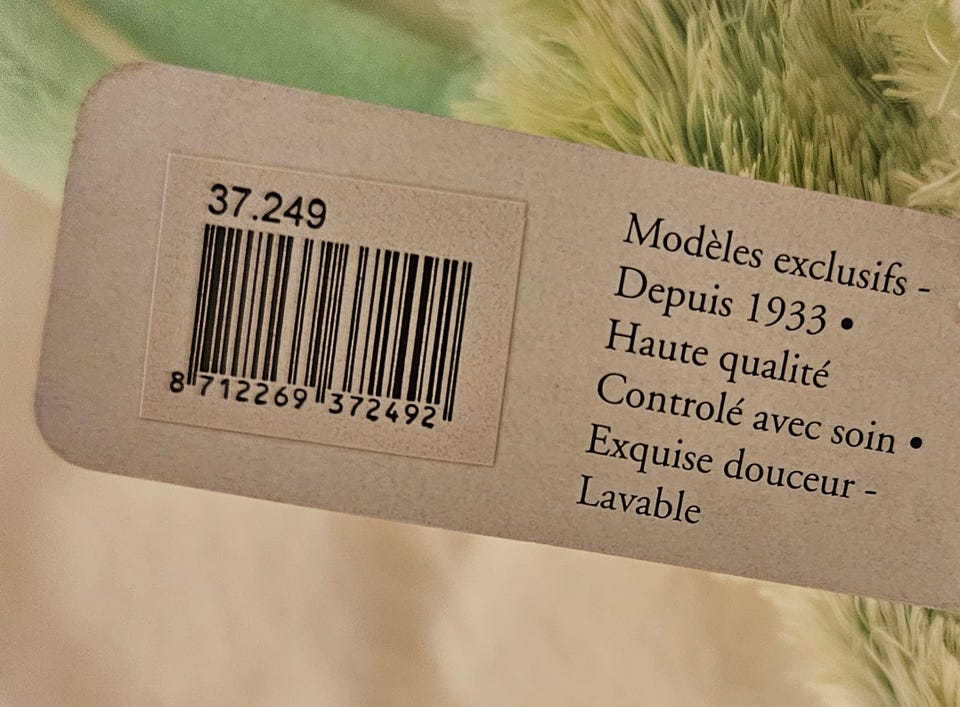 37.249
8 712269 372492
Modèles exclusifs -
Depuis 1933 •
Haute qualité
Controlé avec soin •
Exquise douceur -
Lavable